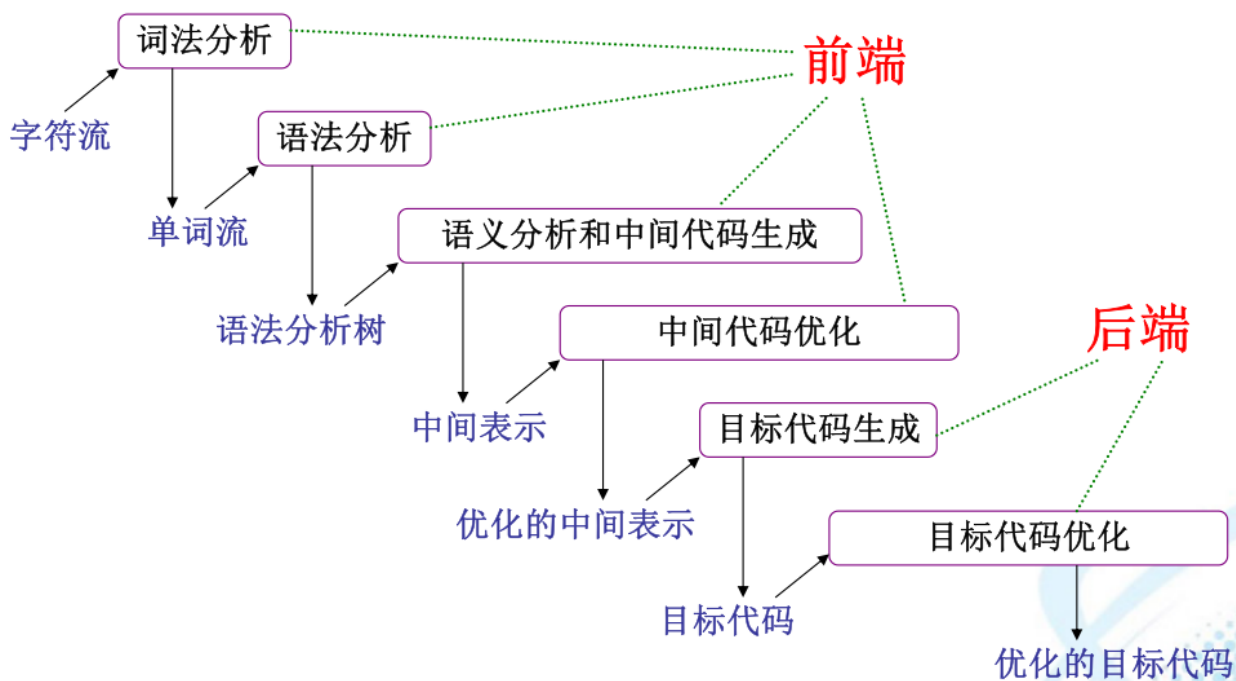 词法分析
前端
字符流
语法分析
单词流
语义分析和中间代码生成
语法分析树
中间代码优化
后端
中间表示
目标代码生成
优化的中间表示
目标代码优化
目标代码
优化的目标代码